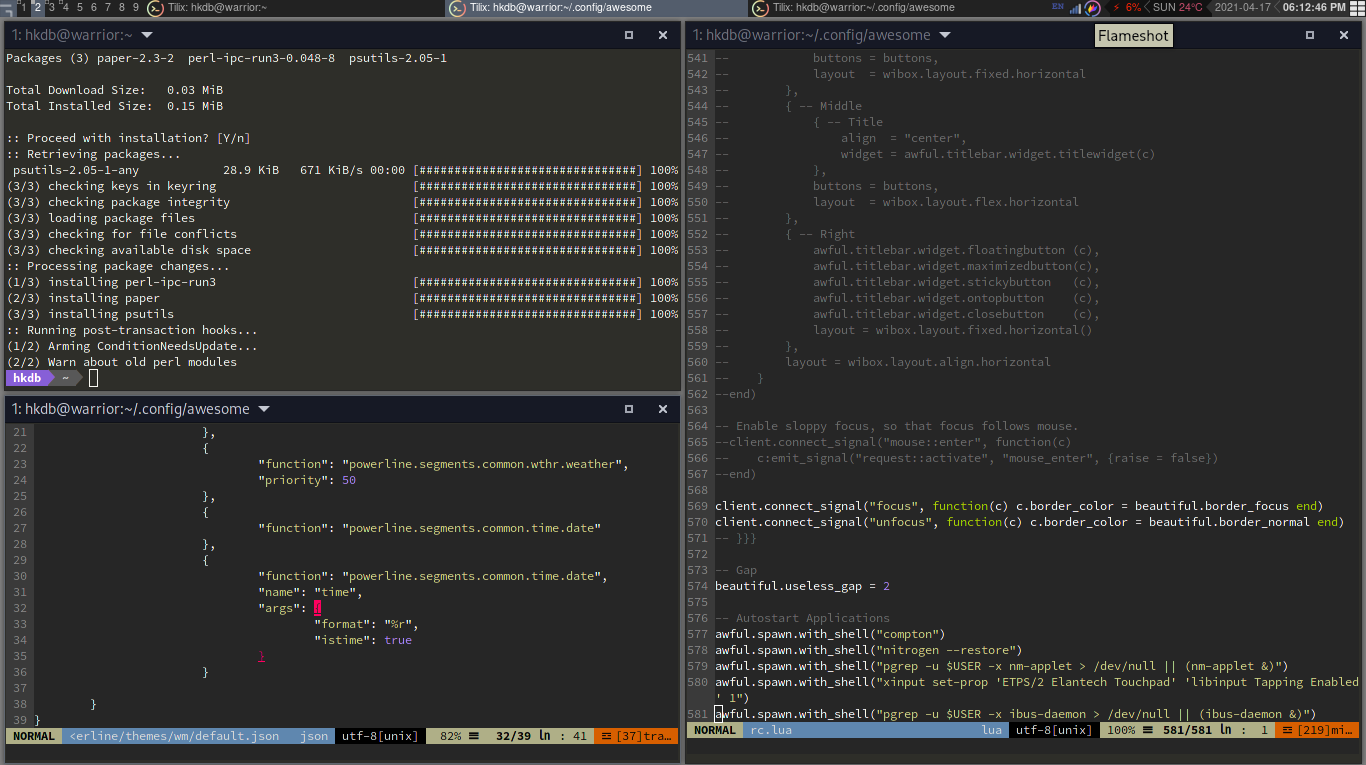 1 2 3 4 5 6 7 8 9 Tilix: hkdb@warrior:~ Tilix: hkdb@warrior:~/.config/awesome Tilix: hkdb@warrior:~/.config/awesome EN 6% SUN 24°C 2021-04-17 06:12:46 PM
1: hkdb@warrior:~
Packages (3) paper-2.3-2  perl-ipc-run3-0.048-8  psutils-2.05-1
Total Download Size:   0.03 MiB
Total Installed Size:  0.15 MiB
:: Proceed with installation? [Y/n]
:: Retrieving packages...
 psutils-2.05-1-any                28.9 KiB   671 KiB/s 00:00 [###############################] 100%
(3/3) checking keys in keyring                             [###############################] 100%
(3/3) checking package integrity                           [###############################] 100%
(3/3) loading package files                                [###############################] 100%
(3/3) checking for file conflicts                          [###############################] 100%
(3/3) checking available disk space                        [###############################] 100%
:: Processing package changes...
(1/3) installing perl-ipc-run3                             [###############################] 100%
(2/3) installing paper                                     [###############################] 100%
(3/3) installing psutils                                   [###############################] 100%
:: Running post-transaction hooks...
(1/2) Arming ConditionNeedsUpdate...
(2/2) Warn about old perl modules
hkdb ~
1: hkdb@warrior:~/.config/awesome
21 },
22 {
23 "function": "powerline.segments.common.wthr.weather",
24 "priority": 50
25 },
26 {
27 "function": "powerline.segments.common.time.date"
28 },
29 {
30 "function": "powerline.segments.common.time.date",
31 "name": "time",
32 "args": {
33 "format": "%r",
34 "istime": true
35 }
36 }
37
38 }
39 }
NORMAL <erline/themes/wm/default.json json utf-8[unix] 82% ☰ 32/39 ln : 41 ☲ [37]tra…
1: hkdb@warrior:~/.config/awesome
Flameshot
541 --            buttons = buttons,
542 --            layout  = wibox.layout.fixed.horizontal
543 --        },
544 --        { -- Middle
545 --            { -- Title
546 --                align  = "center",
547 --                widget = awful.titlebar.widget.titlewidget(c)
548 --            },
549 --            buttons = buttons,
550 --            layout  = wibox.layout.flex.horizontal
551 --        },
552 --        { -- Right
553 --            awful.titlebar.widget.floatingbutton (c),
554 --            awful.titlebar.widget.maximizedbutton(c),
555 --            awful.titlebar.widget.stickybutton   (c),
556 --            awful.titlebar.widget.ontopbutton    (c),
557 --            awful.titlebar.widget.closebutton    (c),
558 --            layout = wibox.layout.fixed.horizontal()
559 --        },
560 --        layout = wibox.layout.align.horizontal
561 --    }
562 --end)
563
564 -- Enable sloppy focus, so that focus follows mouse.
565 --client.connect_signal("mouse::enter", function(c)
566 --    c:emit_signal("request::activate", "mouse_enter", {raise = false})
567 --end)
568
569 client.connect_signal("focus", function(c) c.border_color = beautiful.border_focus end)
570 client.connect_signal("unfocus", function(c) c.border_color = beautiful.border_normal end)
571 -- }}}
572
573 -- Gap
574 beautiful.useless_gap = 2
575
576 -- Autostart Applications
577 awful.spawn.with_shell("compton")
578 awful.spawn.with_shell("nitrogen --restore")
579 awful.spawn.with_shell("pgrep -u $USER -x nm-applet > /dev/null || (nm-applet &)")
580 awful.spawn.with_shell("xinput set-prop 'ETPS/2 Elantech Touchpad' 'libinput Tapping Enabled
' 1")
581 awful.spawn.with_shell("pgrep -u $USER -x ibus-daemon > /dev/null || (ibus-daemon &)")
NORMAL rc.lua lua utf-8[unix] 100% ☰ 581/581 ln : 1 ☲ [219]mi…